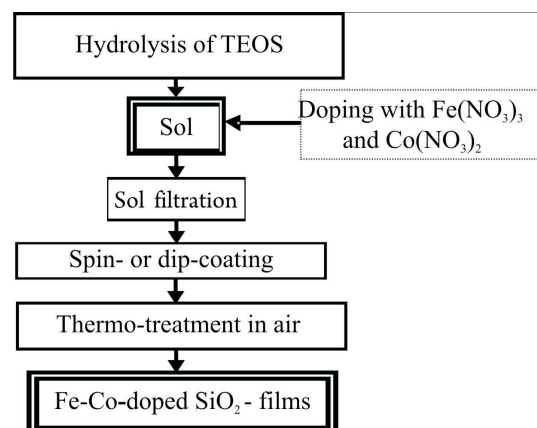 Hydrolysis of TEOS
Sol
Doping with Fe(NO₃)₃
and Co(NO₃)₂
Sol filtration
Spin- or dip-coating
Thermo-treatment in air
Fe-Co-doped SiO₂ - films